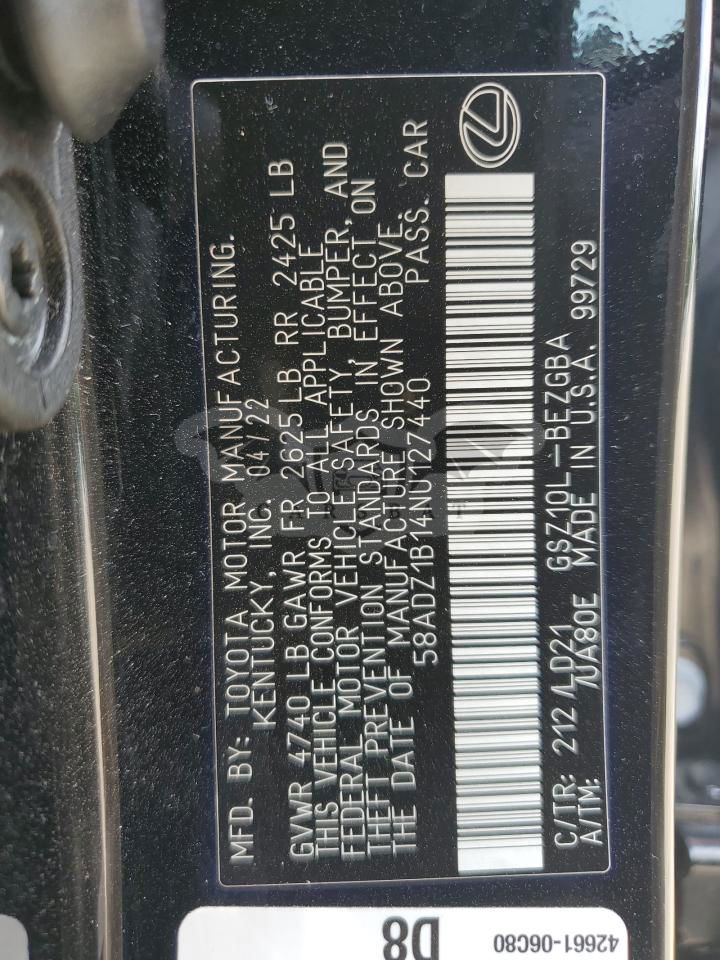 MFD. BY: TOYOTA MOTOR MANUFACTURING.
KENTUCKY, INC. 04/22
GVWR 4740 LB GAWR FR 2625 LB RR 2425 LB
THIS VEHICLE CONFORMS TO ALL APPLICABLE
FEDERAL MOTOR VEHICLE SAFETY, BUMPER, AND
THEFT PREVENTION STANDARDS IN EFFECT ON
THE DATE OF MANUFACTURE SHOWN ABOVE.
58ADZ1B14NU127440 PASS. CAR
C/TR: 212 /LD21 GSZ10L-BEZGBA
A/TM: /UA80E MADE IN U.S.A. 99729
D8
42661-06C80